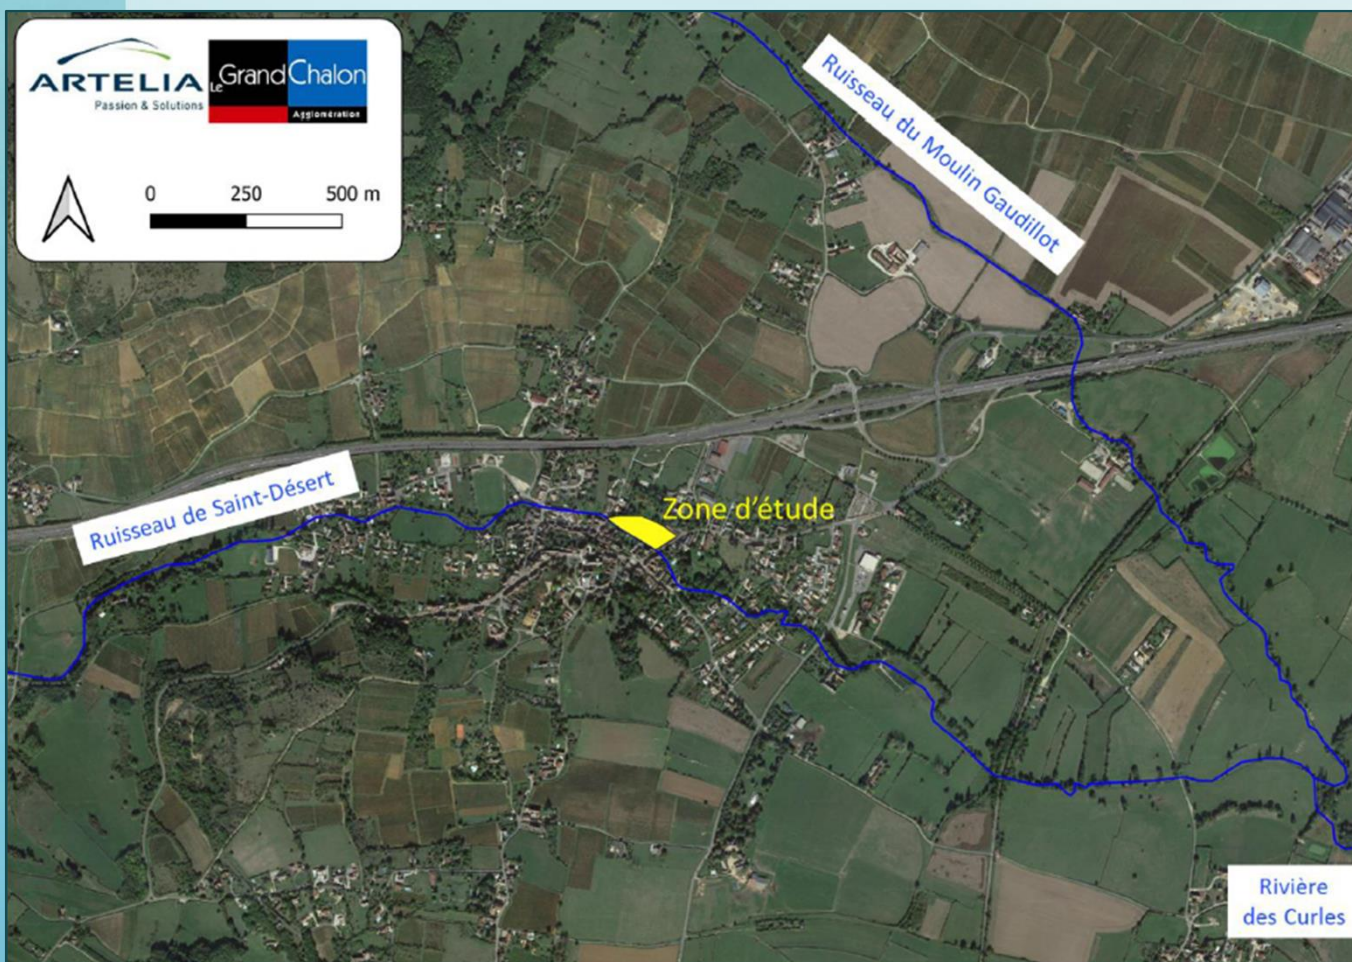 ARTELIA
Passion & Solutions
Le Grand Chalon
Agglomération
0 250 500 m
Ruisseau du Moulin Gaudillot
Ruisseau de Saint-Désert
Zone d'étude
Rivière
des Curles